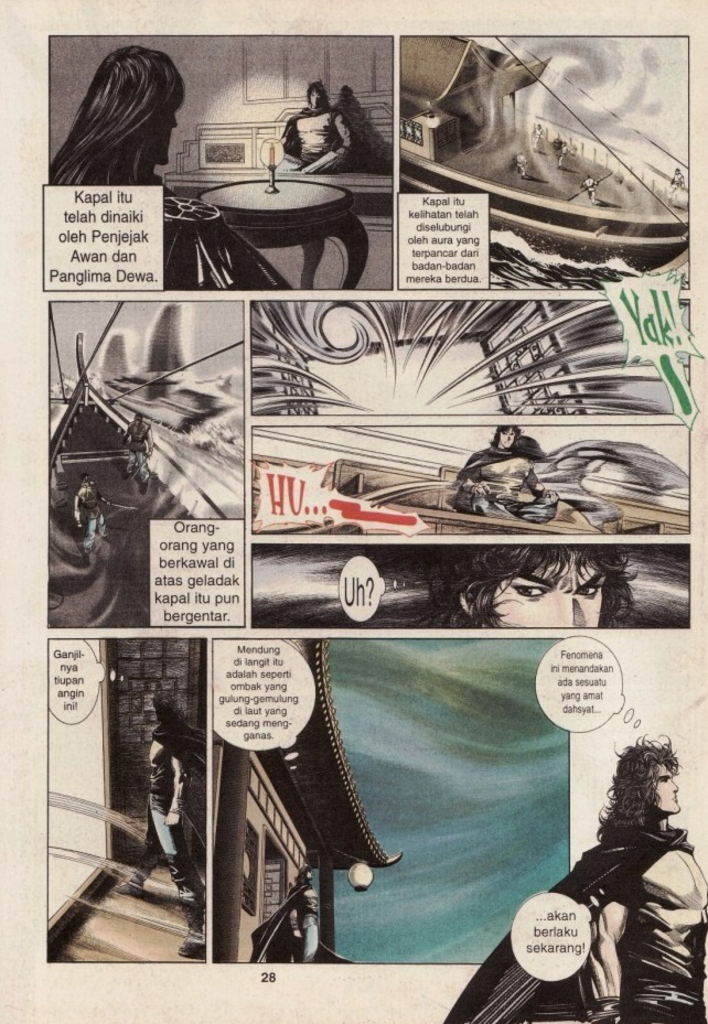 Kapal itu
telah dinaiki
oleh Penjejak
Awan dan
Panglima Dewa.
Kapal itu
kelihatan telah
diselubungi
oleh aura yang
terpancar dari
badan-badan
mereka berdua.
Orang-
orang yang
berkawal di
atas geladak
kapal itu pun
bergentar.
Yak!
HU...
Uh?
Ganjil-
nya
tiupan
angin
ini!
Mendung
di langit itu
adalah seperti
ombak yang
gulung-gemulung
di laut yang
sedang meng-
ganas.
Fenomena
ini menandakan
ada sesuatu
yang amat
dahsyat...
...akan
berlaku
sekarang!
28